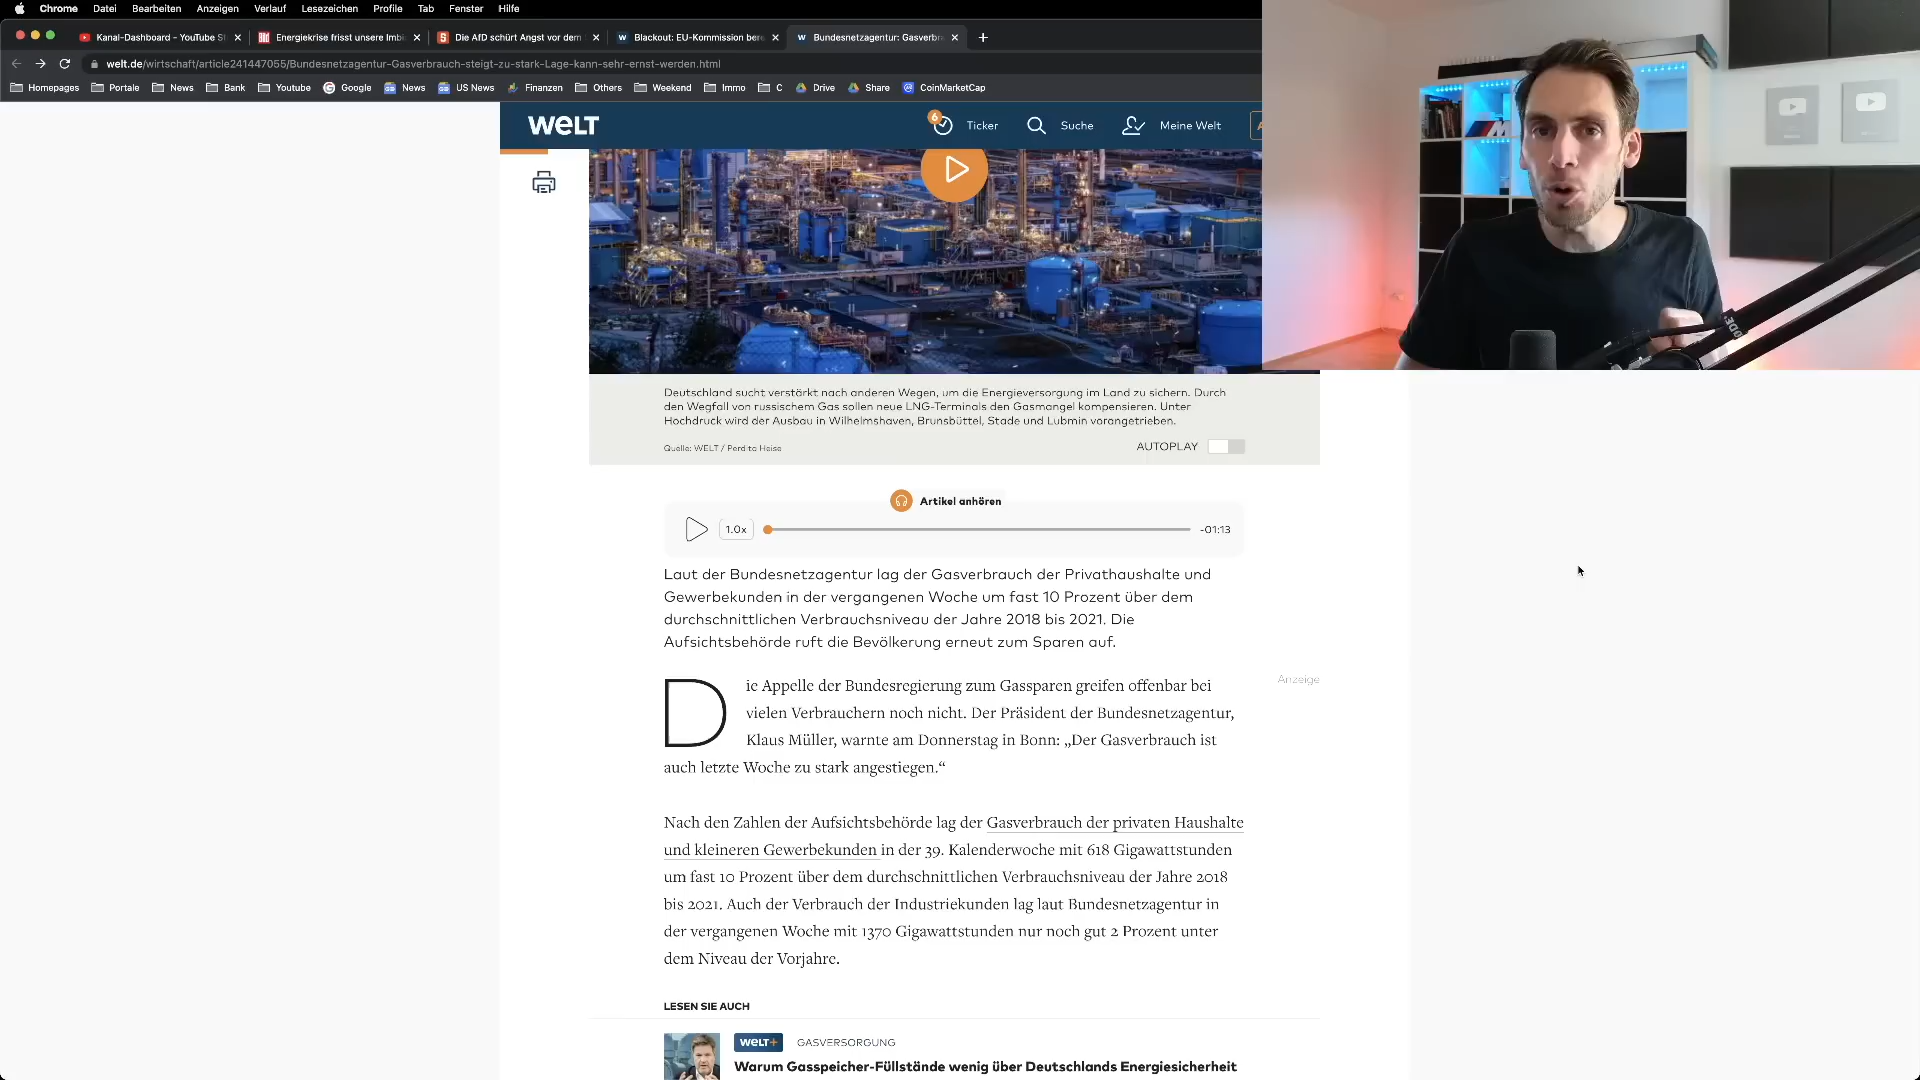 Chrome Datei Bearbeiten Anzeigen Verlauf Lesezeichen Profile Tab Fenster Hilfe
Kanal-Dashboard – YouTube S
Energiekrise frisst unsere Imb
Die AfD schürt Angst vor dem
Blackout: EU-Kommission ber
Bundesnetzagentur: Gasverbr
welt.de/wirtschaft/article241447055/Bundesnetzagentur-Gasverbrauch-steigt-zu-stark-Lage-kann-sehr-ernst-werden.html
Homepages Portale News Bank Youtube Google News US News Finanzen Others Weekend Immo C Drive Share CoinMarketCap
WELT 6 Ticker Suche Meine Welt A
Deutschland sucht verstärkt nach anderen Wegen, um die Energieversorgung im Land zu sichern. Durch
den Wegfall von russischem Gas sollen neue LNG-Terminals den Gasmangel kompensieren. Unter
Hochdruck wird der Ausbau in Wilhelmshaven, Brunsbüttel, Stade und Lubmin vorangetrieben.
Quelle: WELT / Perdita Heise
AUTOPLAY
Artikel anhören
1.0x -01:13
Laut der Bundesnetzagentur lag der Gasverbrauch der Privathaushalte und
Gewerbekunden in der vergangenen Woche um fast 10 Prozent über dem
durchschnittlichen Verbrauchsniveau der Jahre 2018 bis 2021. Die
Aufsichtsbehörde ruft die Bevölkerung erneut zum Sparen auf.
Anzeige
Die Appelle der Bundesregierung zum Gassparen greifen offenbar bei
vielen Verbrauchern noch nicht. Der Präsident der Bundesnetzagentur,
Klaus Müller, warnte am Donnerstag in Bonn: „Der Gasverbrauch ist
auch letzte Woche zu stark angestiegen.“
Nach den Zahlen der Aufsichtsbehörde lag der Gasverbrauch der privaten Haushalte
und kleineren Gewerbekunden in der 39. Kalenderwoche mit 618 Gigawattstunden
um fast 10 Prozent über dem durchschnittlichen Verbrauchsniveau der Jahre 2018
bis 2021. Auch der Verbrauch der Industriekunden lag laut Bundesnetzagentur in
der vergangenen Woche mit 1370 Gigawattstunden nur noch gut 2 Prozent unter
dem Niveau der Vorjahre.
LESEN SIE AUCH
WELT+ GASVERSORGUNG
Warum Gasspeicher-Füllstände wenig über Deutschlands Energiesicherheit